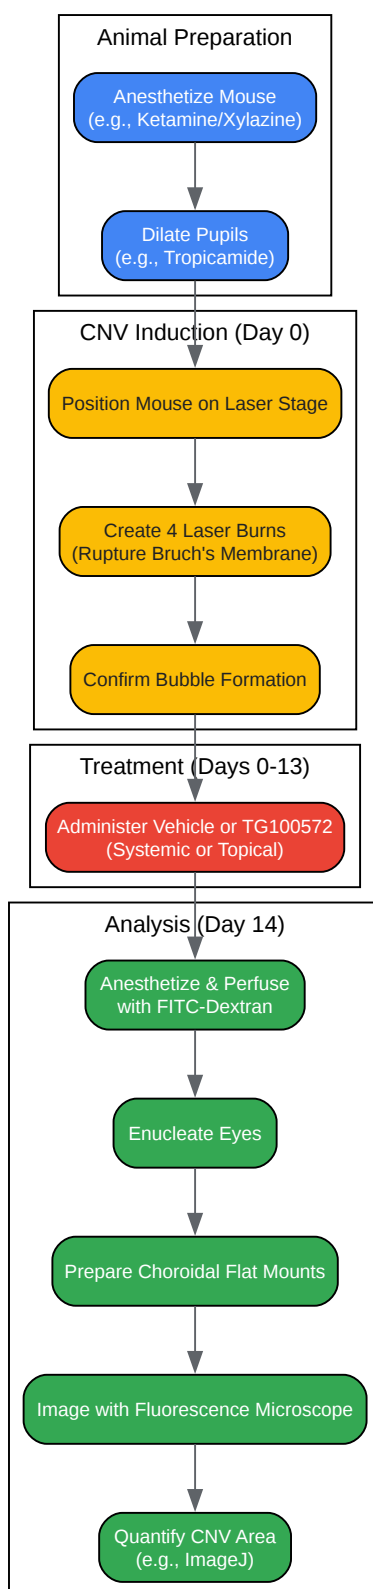 Animal Preparation
Anesthetize Mouse
(e.g., Ketamine/Xylazine)
Dilate Pupils
(e.g., Tropicamide)
CNV Induction (Day 0)
Position Mouse on Laser Stage
Create 4 Laser Burns
(Rupture Bruch's Membrane)
Confirm Bubble Formation
Treatment (Days 0-13)
Administer Vehicle or TG100572
(Systemic or Topical)
Analysis (Day 14)
Anesthetize & Perfuse
with FITC-Dextran
Enucleate Eyes
Prepare Choroidal Flat Mounts
Image with Fluorescence Microscope
Quantify CNV Area
(e.g., ImageJ)